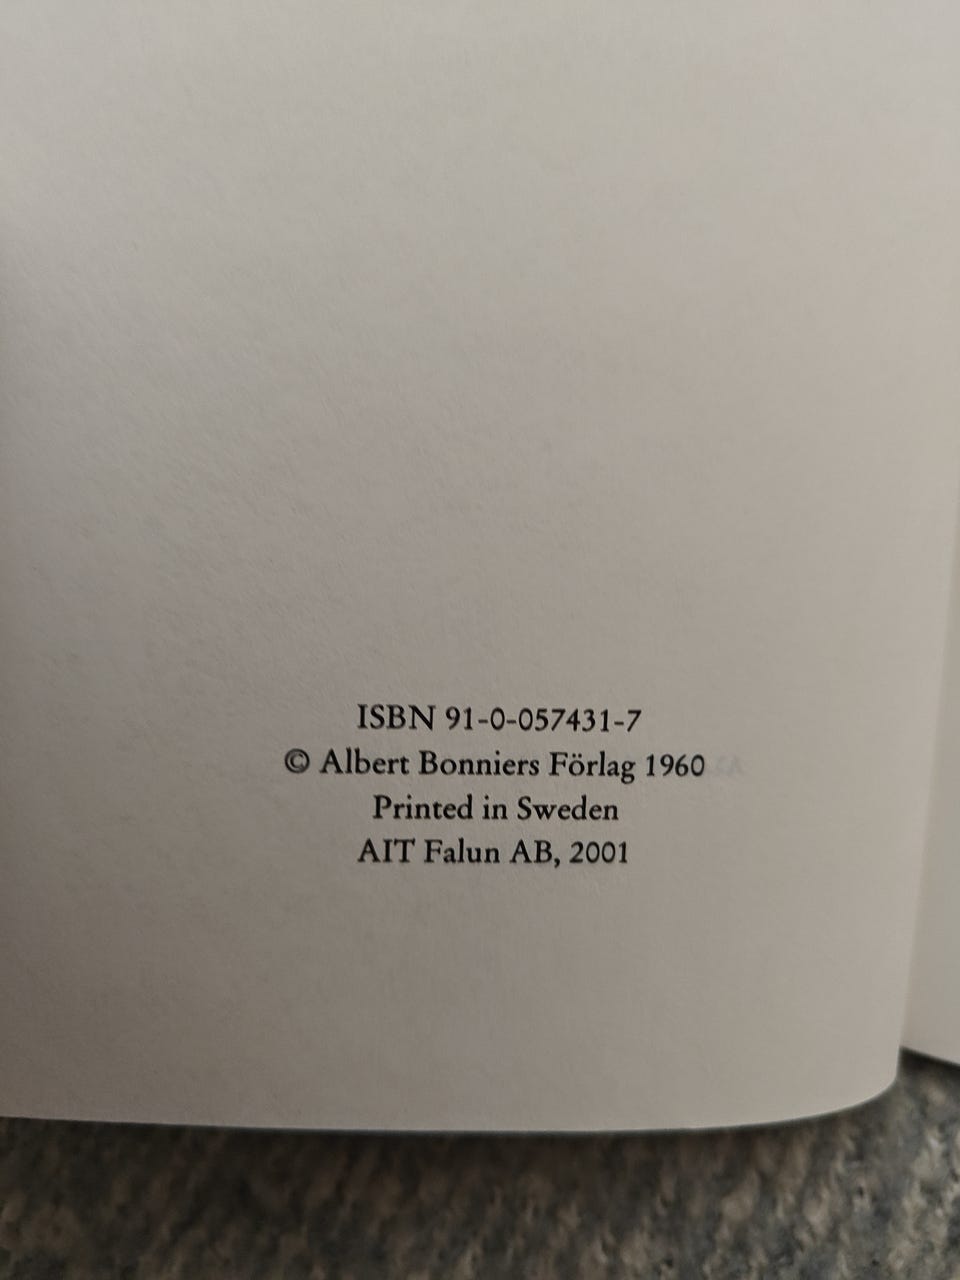 ISBN 91-0-057431-7
© Albert Bonniers Förlag 1960
Printed in Sweden
AIT Falun AB, 2001